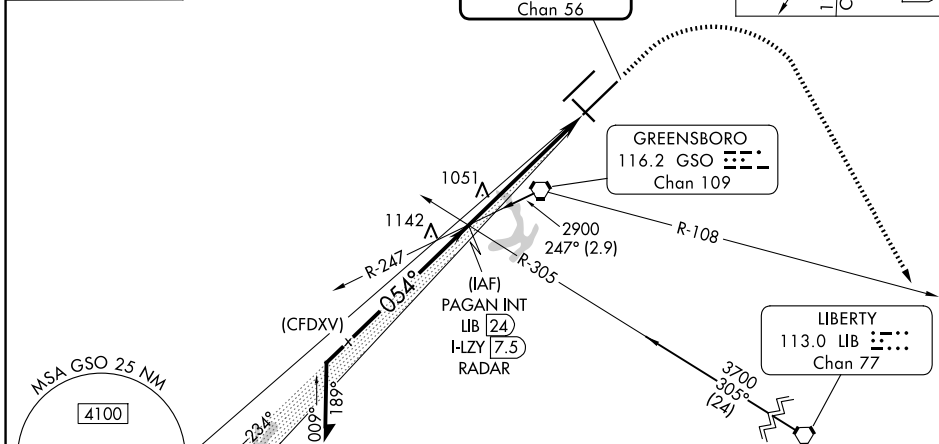 Chan 56
1
C
GREENSBORO
116.2 GSO
Chan 109
1051
1142
2900
247° (2.9)
R-108
R-247
R-305
054°
(IAF)
PAGAN INT
LIB 24
I-LZY 7.5
RADAR
(CFDXV)
LIBERTY
113.0 LIB
Chan 77
3700
305°
(24)
MSA GSO 25 NM
4100
009°
189°
234°